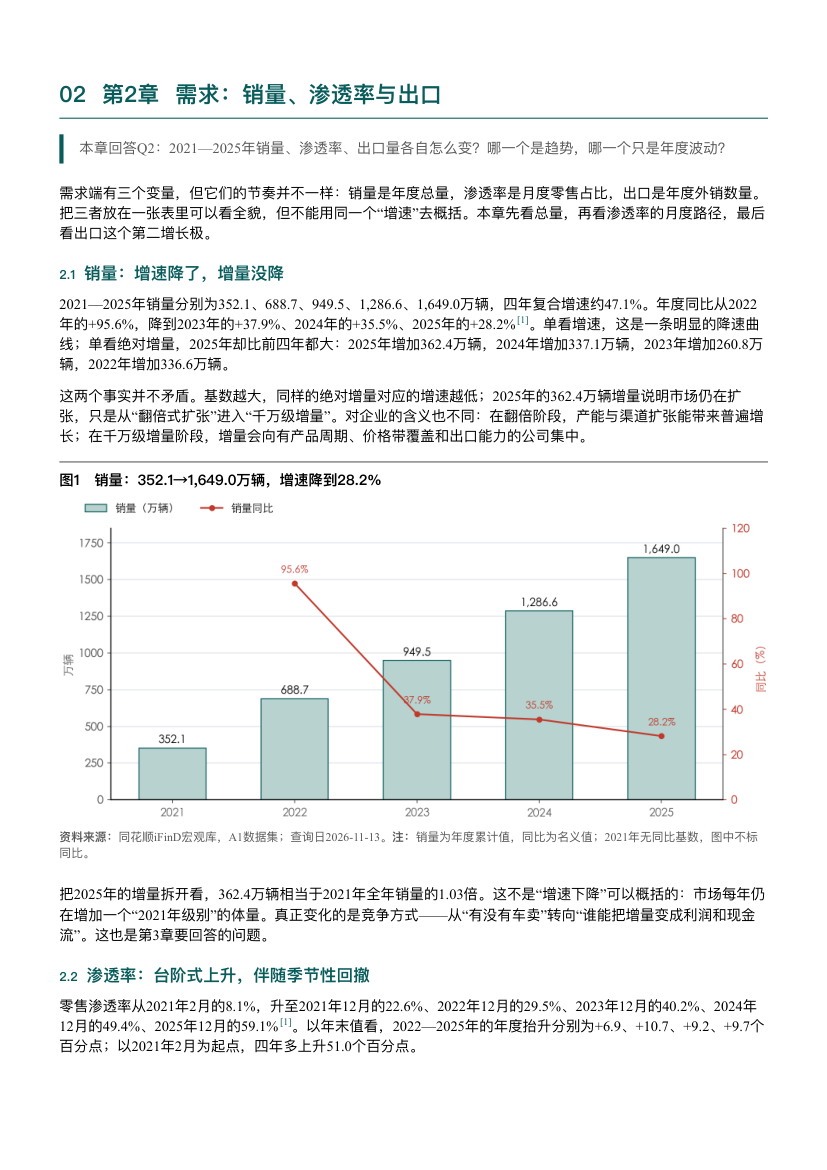 02 第2章 需求：销量、渗透率与出口
本章回答Q2：2021—2025年销量、渗透率、出口量各自怎么变？哪一个是趋势，哪一个只是年度波动？
需求端有三个变量，但它们的节奏并不一样：销量是年度总量，渗透率是月度零售占比，出口是年度外销数量。
把三者放在一张表里可以看全貌，但不能用同一个“增速”去概括。本章先看总量，再看渗透率的月度路径，最后
看出口这个第二增长极。
2.1 销量：增速降了，增量没降
2021—2025年销量分别为352.1、688.7、949.5、1,286.6、1,649.0万辆，四年复合增速约47.1%。年度同比从2022
年的+95.6%，降到2023年的+37.9%、2024年的+35.5%、2025年的+28.2%[1]。单看增速，这是一条明显的降速曲
线；单看绝对增量，2025年却比前四年都大：2025年增加362.4万辆，2024年增加337.1万辆，2023年增加260.8万
辆，2022年增加336.6万辆。
这两个事实并不矛盾。基数越大，同样的绝对增量对应的增速越低；2025年的362.4万辆增量说明市场仍在扩
张，只是从“翻倍式扩张”进入“千万级增量”。对企业的含义也不同：在翻倍阶段，产能与渠道扩张能带来普遍增
长；在千万级增量阶段，增量会向有产品周期、价格带覆盖和出口能力的公司集中。
图1 销量：352.1→1,649.0万辆，增速降到28.2%
销量（万辆） 销量同比
1750
1500
1250
1000
750
500
250
0
万辆
352.1
688.7
949.5
1,286.6
1,649.0
95.6%
37.9%
35.5%
28.2%
120
100
80
60
40
20
0
同比（%）
2021 2022 2023 2024 2025
资料来源：同花顺iFinD宏观库，A1数据集；查询日2026-11-13。注：销量为年度累计值，同比为名义值；2021年无同比基数，图中不标
同比。
把2025年的增量拆开看，362.4万辆相当于2021年全年销量的1.03倍。这不是“增速下降”可以概括的：市场每年仍
在增加一个“2021年级别”的体量。真正变化的是竞争方式——从“有没有车卖”转向“谁能把增量变成利润和现金
流”。这也是第3章要回答的问题。
2.2 渗透率：台阶式上升，伴随季节性回撤
零售渗透率从2021年2月的8.1%，升至2021年12月的22.6%、2022年12月的29.5%、2023年12月的40.2%、2024年
12月的49.4%、2025年12月的59.1%[1]。以年末值看，2022—2025年的年度抬升分别为+6.9、+10.7、+9.2、+9.7个
百分点；以2021年2月为起点，四年多上升51.0个百分点。